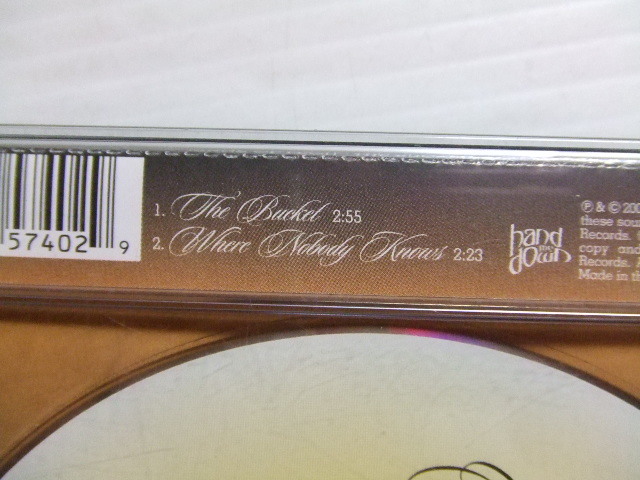 57402 9
1. The Bucket 2:55
2. Where Nobody Knows 2:23
hand
me
down
℗ & © 200
these sou
Records.
copy and
Records.
Made in th